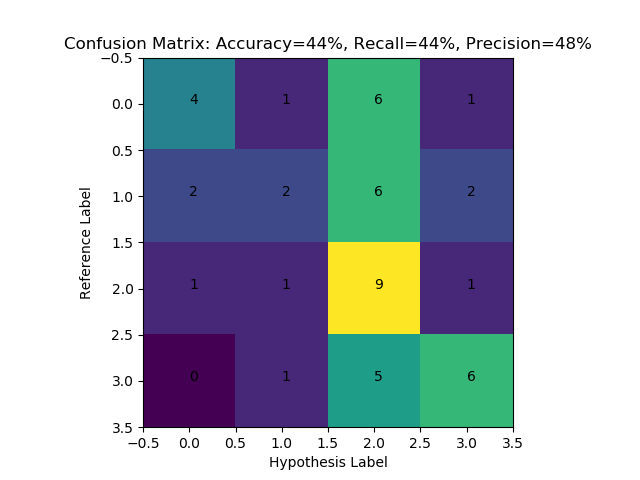 Confusion Matrix: Accuracy=44%, Recall=44%, Precision=48%
−0.5
0.0
0.5
1.0
1.5
2.0
2.5
3.0
3.5
Reference Label
4 1 6 1
2 2 6 2
1 1 9 1
0 1 5 6
−0.5 0.0 0.5 1.0 1.5 2.0 2.5 3.0 3.5
Hypothesis Label